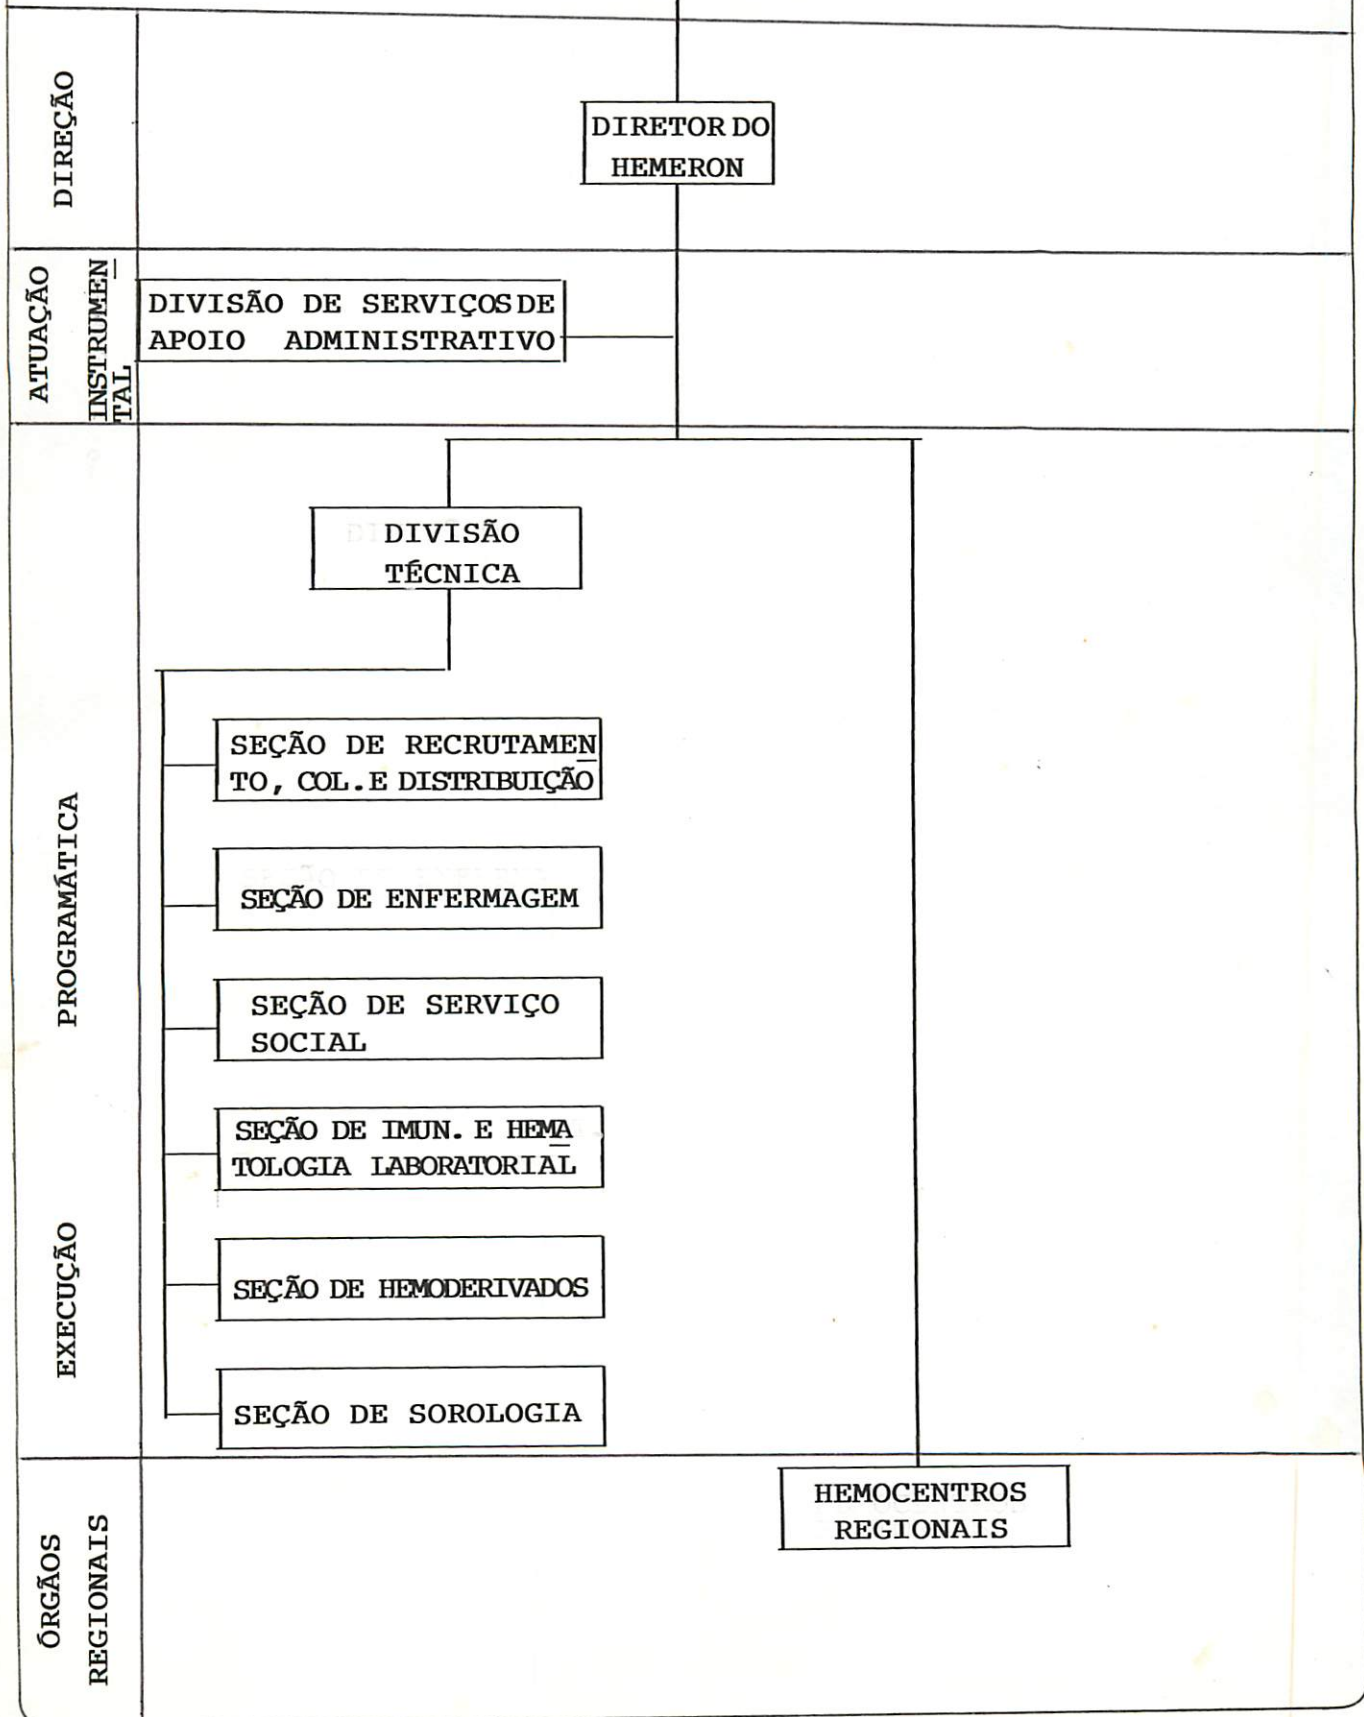 DIREÇÃO
DIRETOR DO
HEMERON
ATUAÇÃO
INSTRUMEN
TAL
DIVISÃO DE SERVIÇOS DE
APOIO ADMINISTRATIVO
EXECUÇÃO PROGRAMÁTICA
DIVISÃO
TÉCNICA
SEÇÃO DE RECRUTAMEN
TO, COL. E DISTRIBUIÇÃO
SEÇÃO DE ENFERMAGEM
SEÇÃO DE SERVIÇO
SOCIAL
SEÇÃO DE IMUN. E HEMA
TOLOGIA LABORATORIAL
SEÇÃO DE HEMODERIVADOS
SEÇÃO DE SOROLOGIA
ÓRGÃOS
REGIONAIS
HEMOCENTROS
REGIONAIS